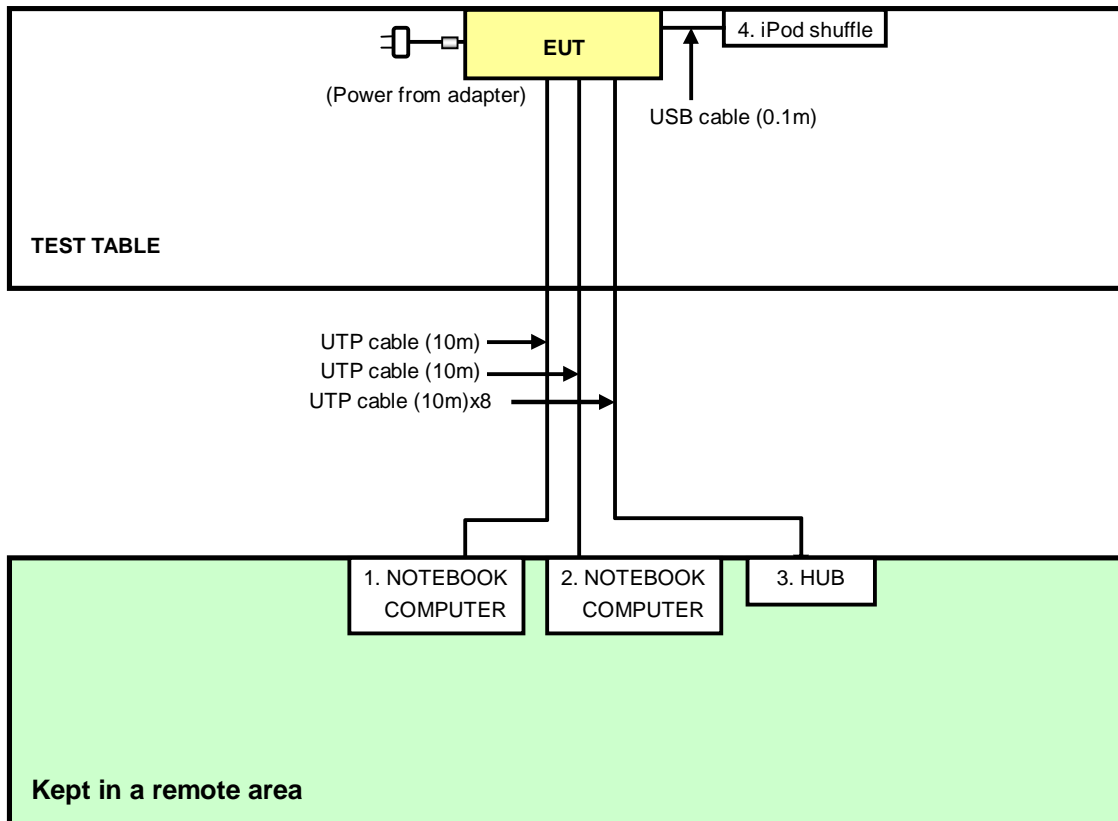 4. iPod shuffle
EUT
(Power from adapter)
USB cable (0.1m)
TEST TABLE
UTP cable (10m)
UTP cable (10m)
UTP cable (10m)x8
1. NOTEBOOK
COMPUTER
2. NOTEBOOK
COMPUTER
3. HUB
Kept in a remote area